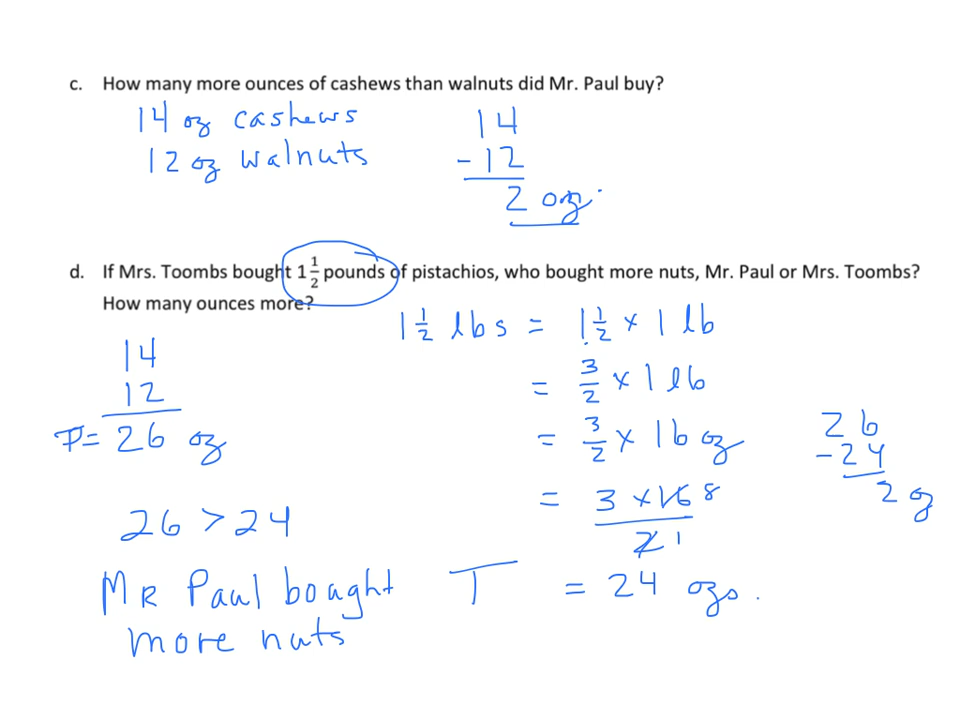 c. How many more ounces of cashews than walnuts did Mr. Paul buy?
14 oz cashews
12 oz walnuts
14
- 12
2 oz.
d. If Mrs. Toombs bought 1 1/2 pounds of pistachios, who bought more nuts, Mr. Paul or Mrs. Toombs?
How many ounces more?
1 1/2 lbs = 1 1/2 x 1 lb
= 3/2 x 1 lb
= 3/2 x 16 oz
= 3 x 16 8 / 2 1
T = 24 ozs.
14
12
P= 26 oz
26 > 24
MR Paul bought
more nuts
26
- 24
2 oz